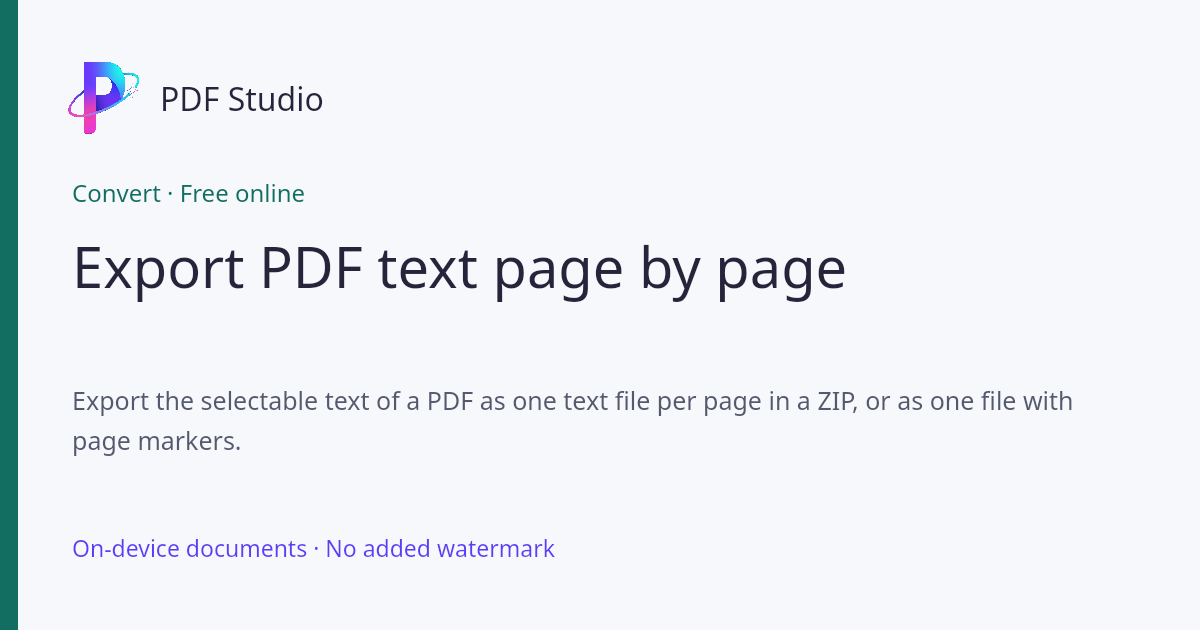 PDF Studio
Convert · Free online
Export PDF text page by page
Export the selectable text of a PDF as one text file per page in a ZIP, or as one file with
page markers.
On-device documents · No added watermark